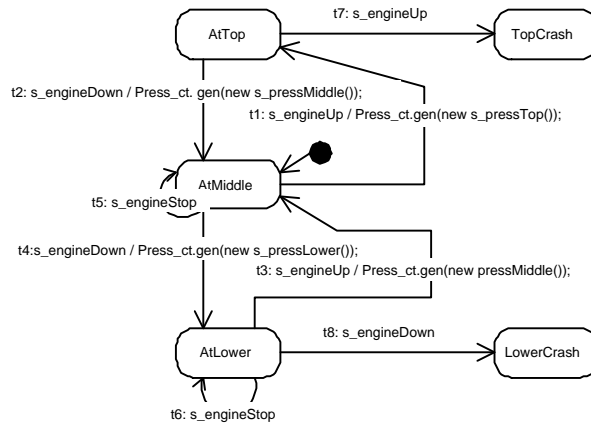 t7: s_engineUp
AtTop
TopCrash
t2: s_engineDown / Press_ct. gen(new s_pressMiddle());
t1: s_engineUp / Press_ct.gen(new s_pressTop());
AtMiddle
t5: s_engineStop
t4:s_engineDown / Press_ct.gen(new s_pressLower());
t3: s_engineUp / Press_ct.gen(new pressMiddle());
t8: s_engineDown
AtLower
LowerCrash
t6: s_engineStop